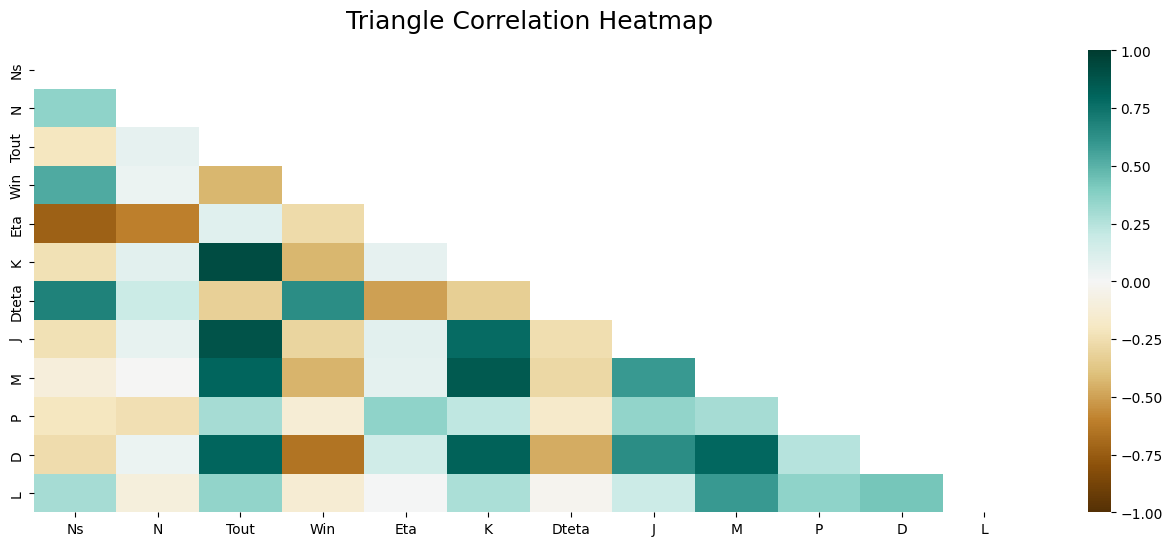 Triangle Correlation Heatmap
Ns
N
Tout
Win
Eta
K
Dteta
J
M
P
D
L
Ns N Tout Win Eta K Dteta J M P D L
1.00
0.75
0.50
0.25
0.00
−0.25
−0.50
−0.75
−1.00